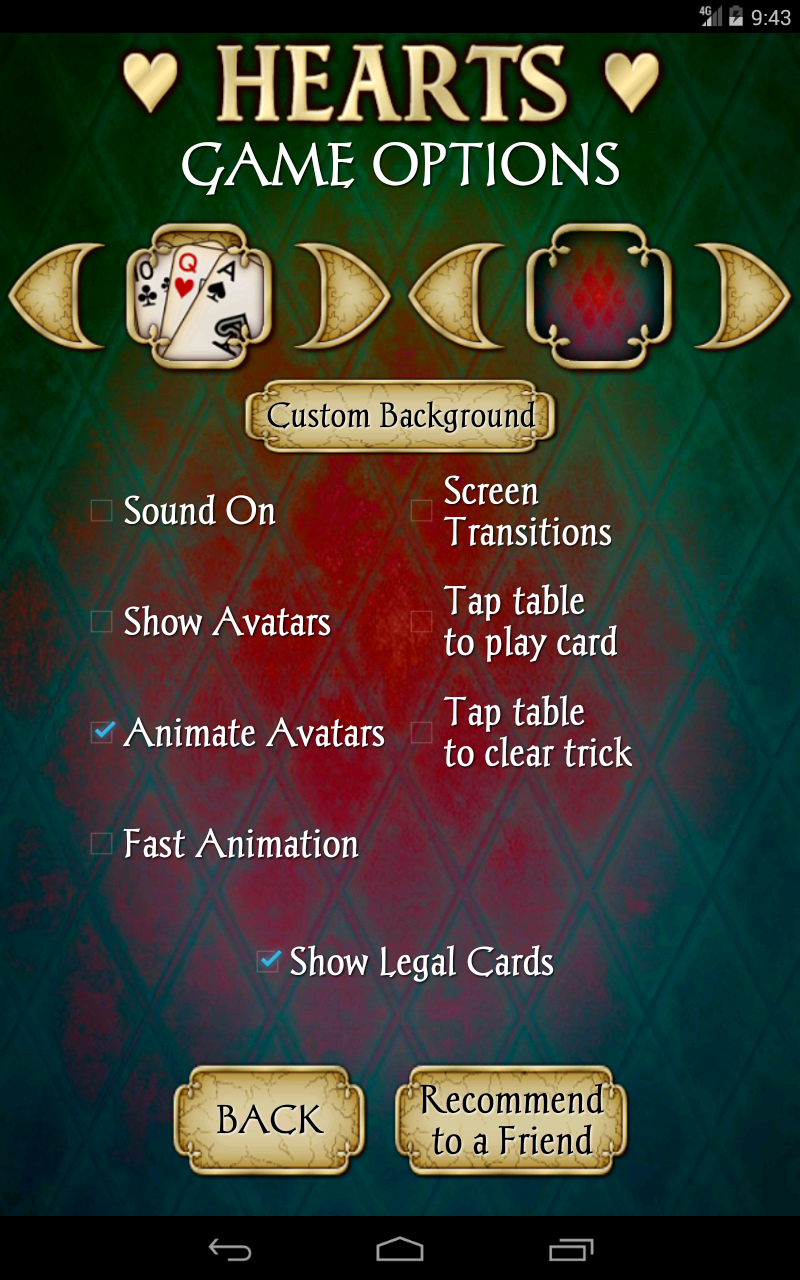 4G 9:43
HEARTS
GAME OPTIONS
Q A
Custom Background
Sound On
Screen
Transitions
Show Avatars
Tap table
to play card
Animate Avatars
Tap table
to clear trick
Fast Animation
Show Legal Cards
BACK
Recommend
to a Friend